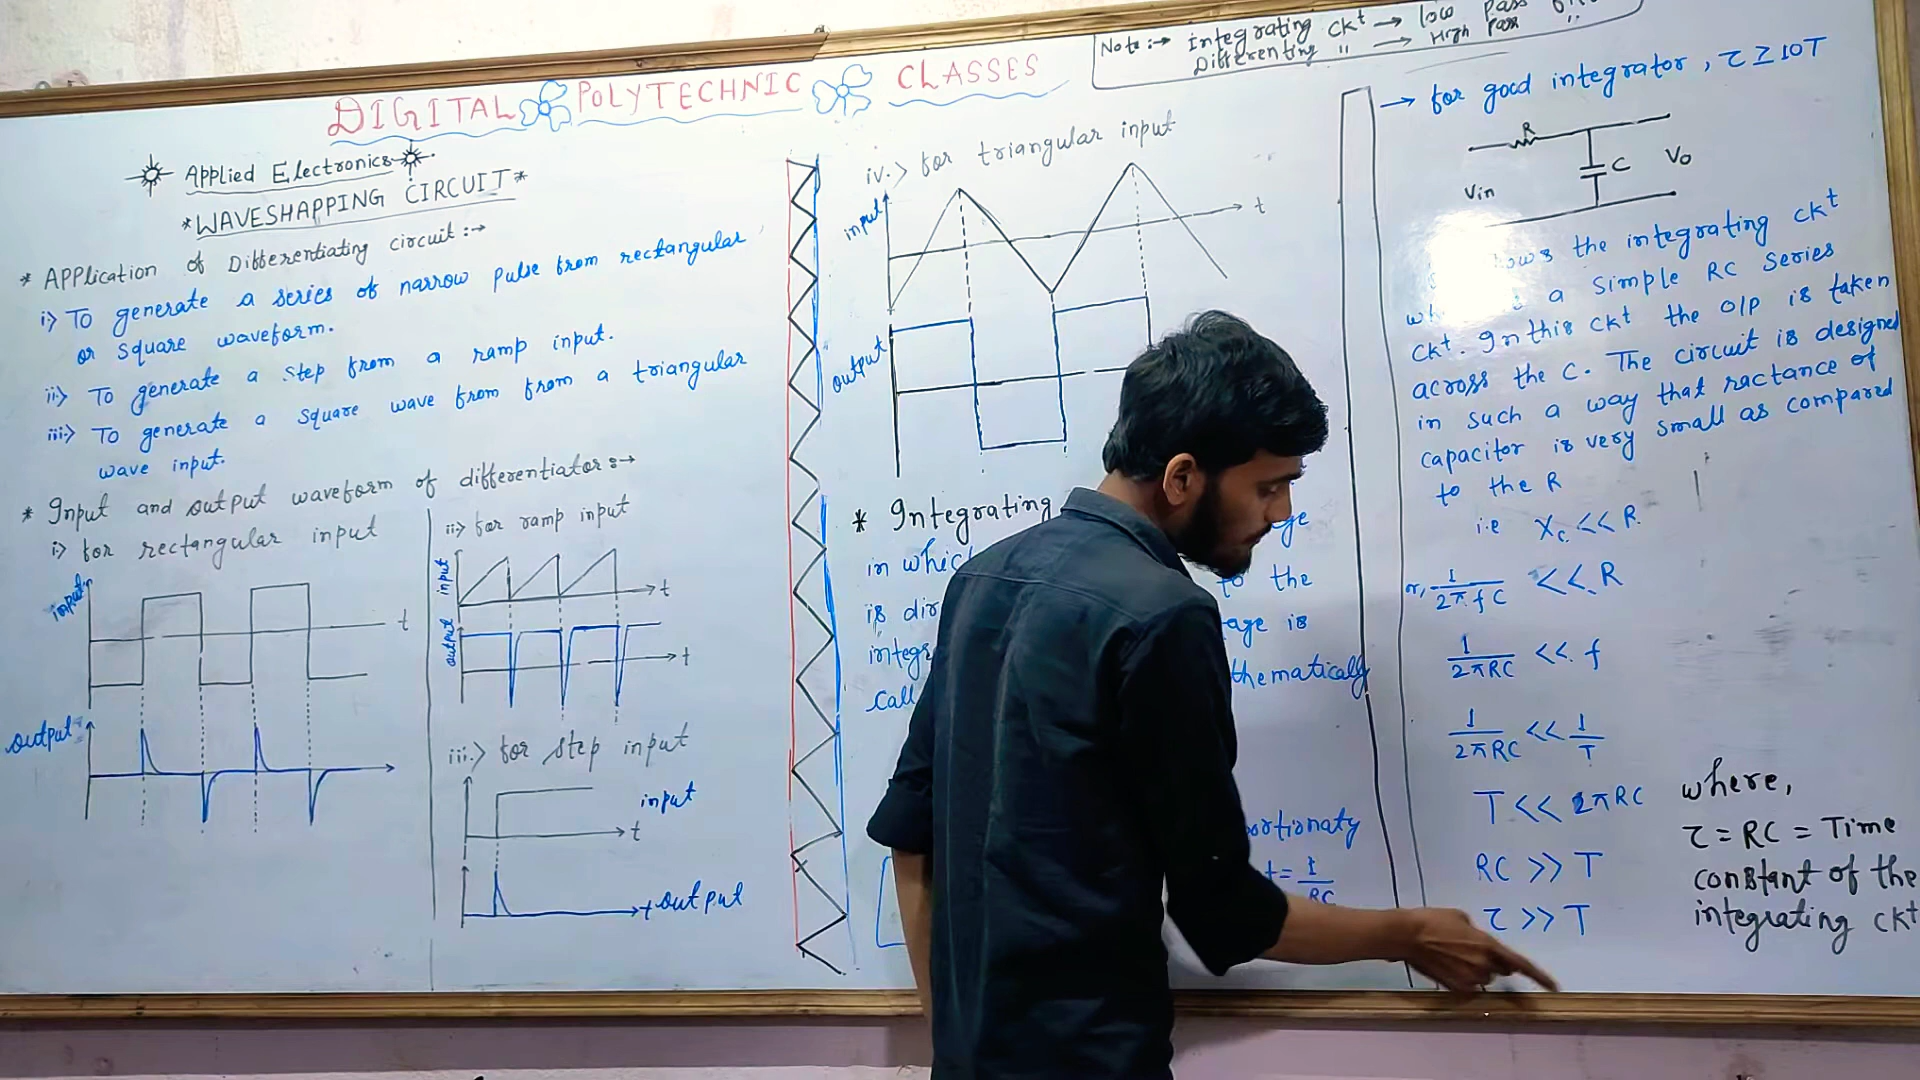 DIGITAL POLYTECHNIC CLASSES
Applied Electronics
*WAVESHAPPING CIRCUIT*
* APPlication of Differentiating circuit :→
i) To generate a series of narrow pulse from rectangular
or square waveform.
ii) To generate a step from a ramp input.
iii) To generate a square wave from from a triangular
wave input.
* Input and output waveform of differentiator :→
i) for rectangular input
input
t
output
ii) for ramp input
input
t
output
t
iii.) for step input
input
t
t output
iv.) for triangular input
input
t
output
* Integrating
in which
to the
is dir
age is
integr
thematically
call
t = 1/RC
Note :→ Integrating ckt → low pass
Differenting " → High pass "
→ for good integrator, τ ≥ 10T
R
C
Vin
Vo
the integrating ckt
a simple RC series
ckt. In this ckt the o/p is taken
across the C. The circuit is designed
in such a way that ractance of
capacitor is very small as compared
to the R
i.e Xc << R.
or, 1/2πfC << R
1/2πRC << f
1/2πRC << 1/T
T << 2πRC
RC >> T
τ >> T
where,
τ = RC = Time
constant of the
integrating ckt